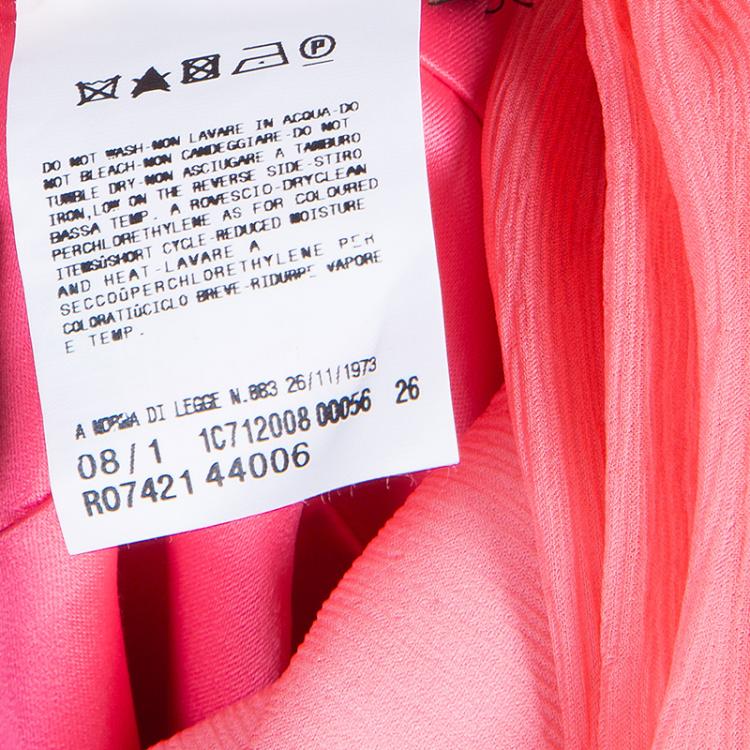 P
DO NOT WASH-NON LAVARE IN ACQUA-DO
NOT BLEACH-NON CANDEGGIARE-DO NOT
TUMBLE DRY-NON ASCIUGARE A TAMBURO
IRON,LOW ON THE REVERSE SIDE-STIRO
BASSA TEMP. A ROVESCIO-DRYCLEAN
PERCHLORETHYLENE AS FOR COLOURED
ITEMSûSHORT CYCLE-REDUCED MOISTURE
AND HEAT-LAVARE A
SECCOûPERCHLORETHYLENE PER
COLORATIûCICLO BREVE-RIDURRE VAPORE
E TEMP.
A NORMA DI LEGGE N.883 26/11/1973
08/1 1C712008 00056 26
R07421 44006